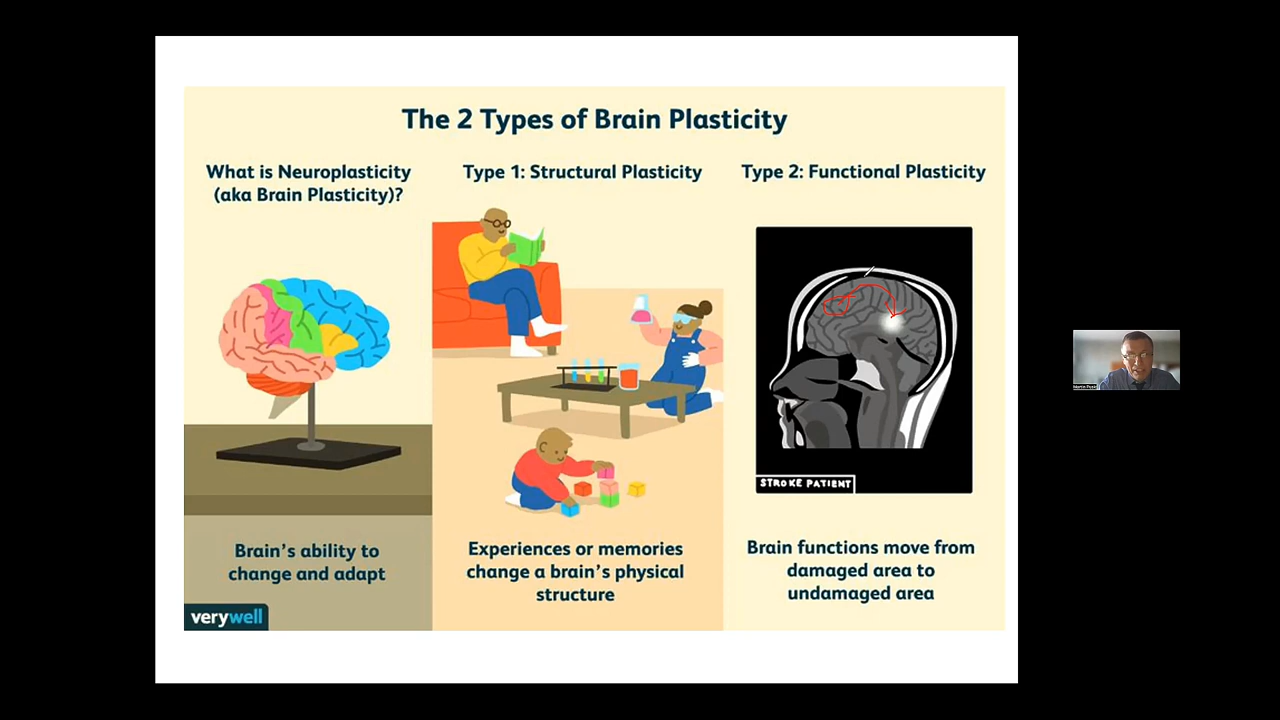 The 2 Types of Brain Plasticity
What is Neuroplasticity
(aka Brain Plasticity)?
Brain's ability to
change and adapt
Type 1: Structural Plasticity
Experiences or memories
change a brain's physical
structure
Type 2: Functional Plasticity
STROKE PATIENT
Brain functions move from
damaged area to
undamaged area
verywell